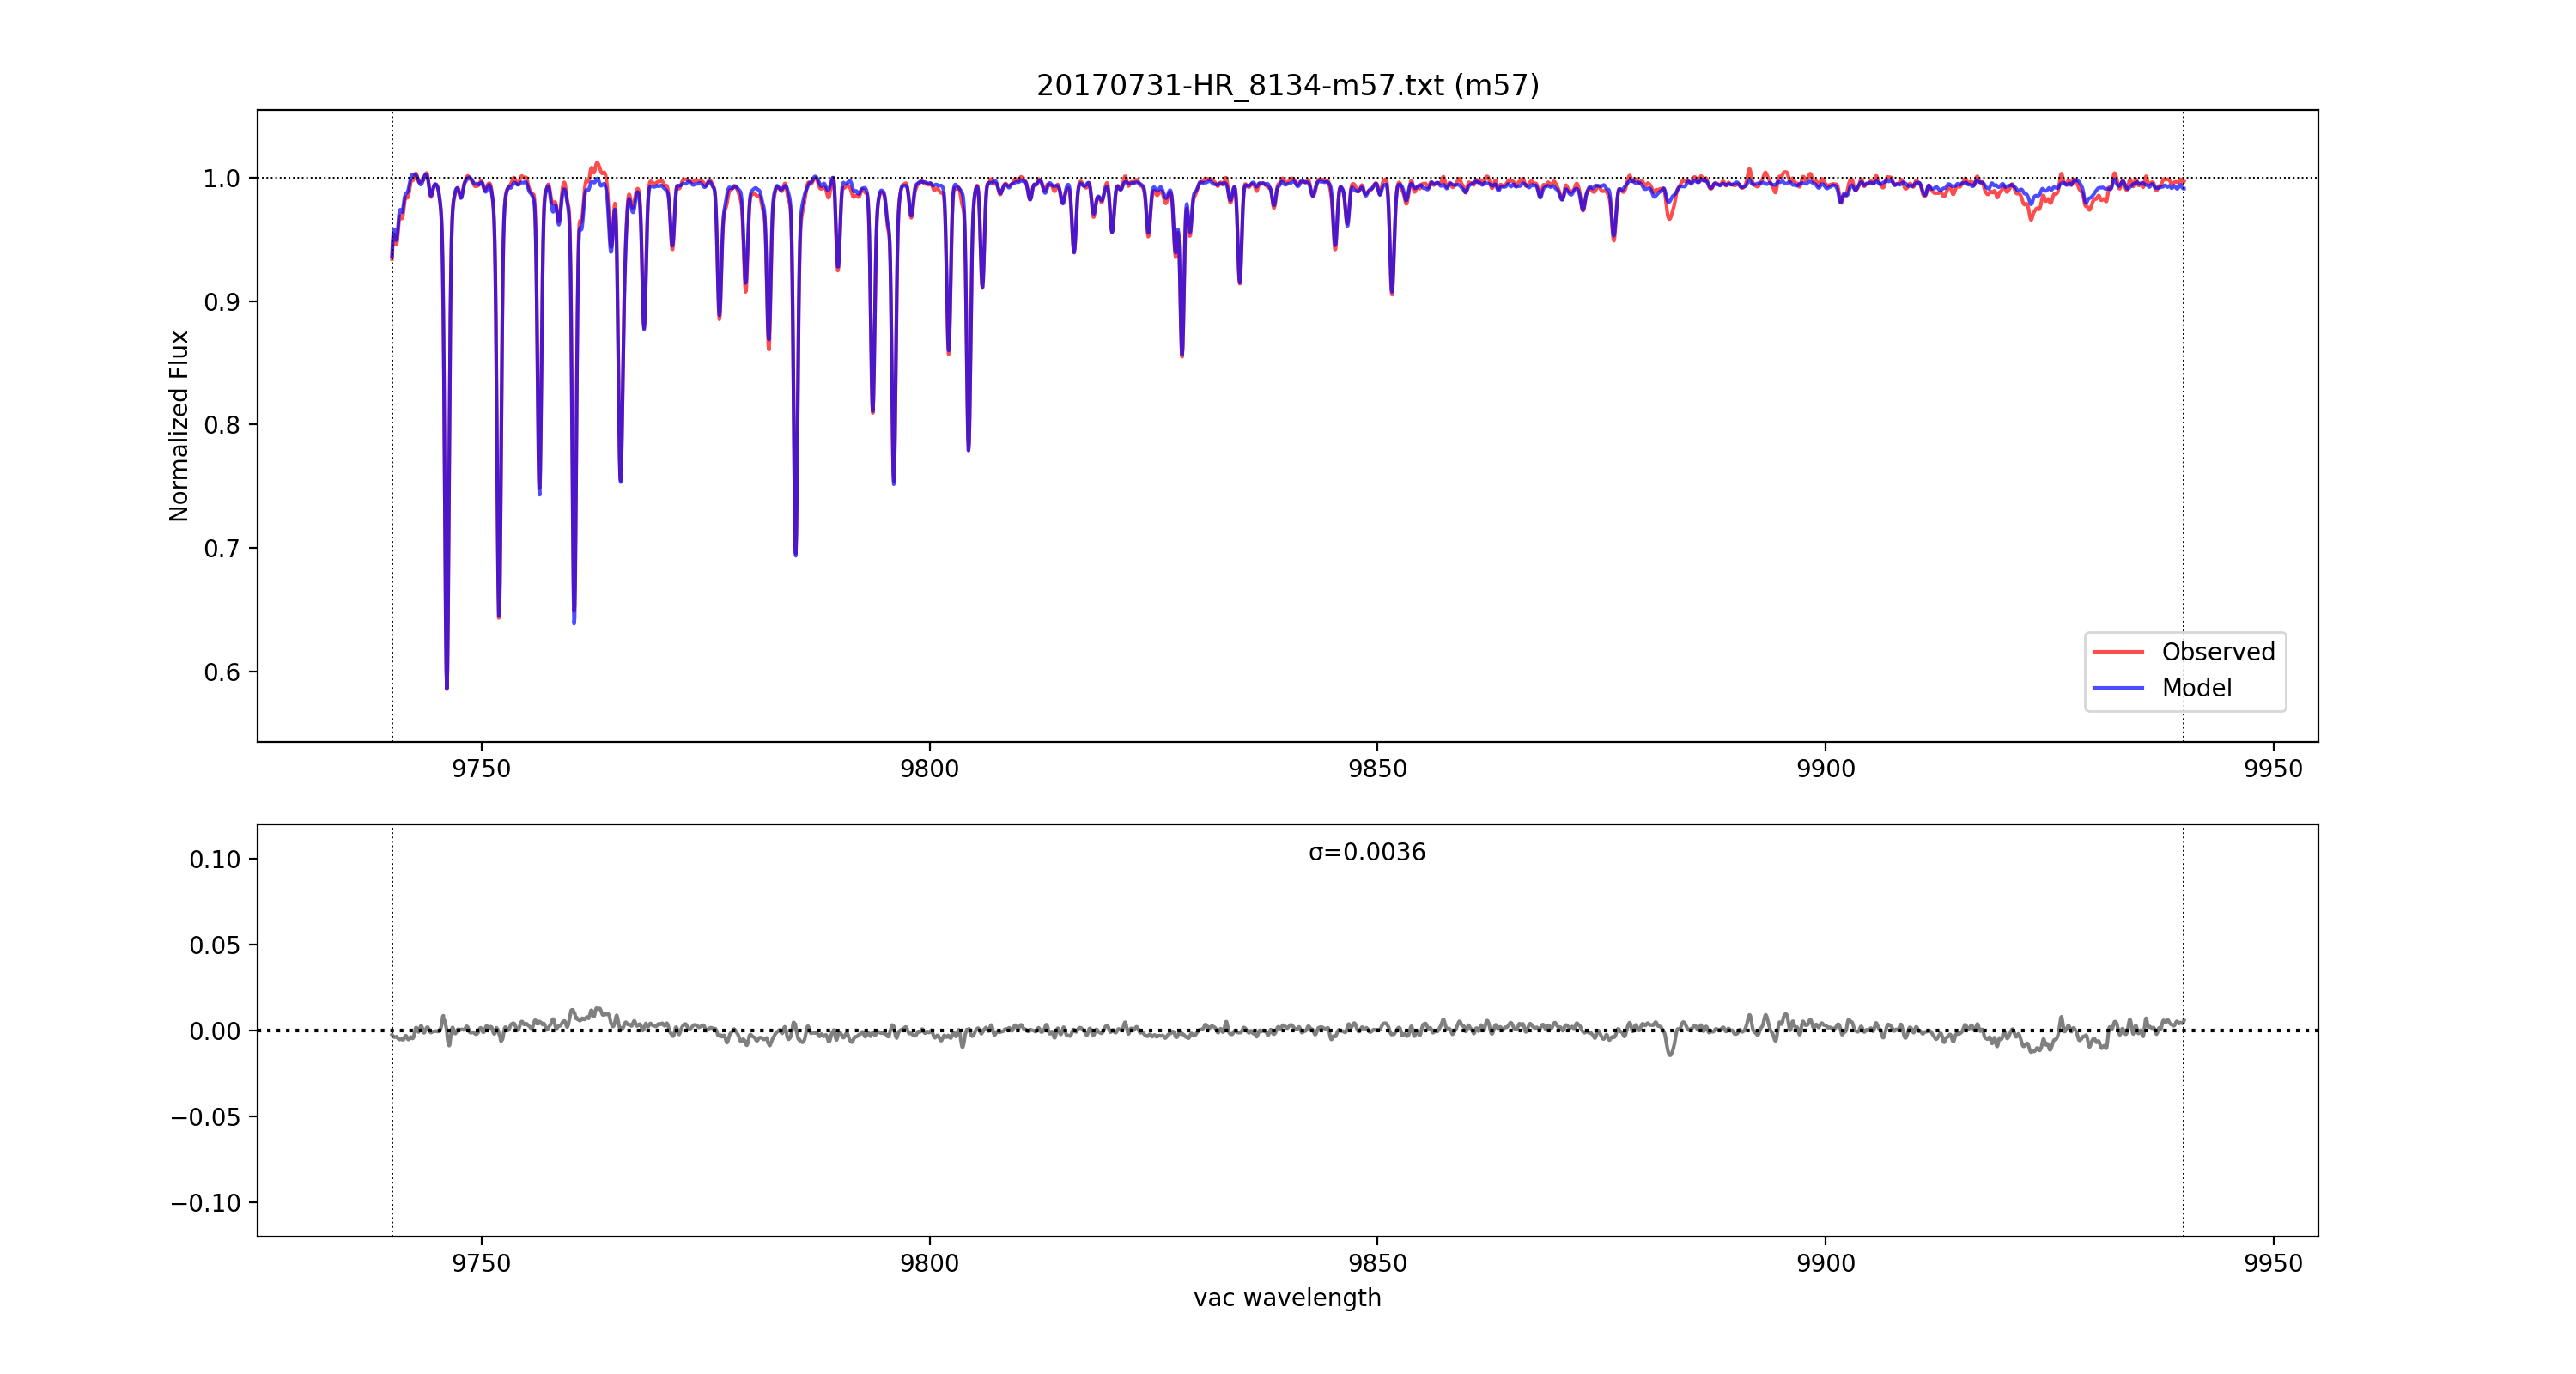 20170731-HR_8134-m57.txt (m57)
Normalized Flux
1.0
0.9
0.8
0.7
0.6
Observed
Model
9750 9800 9850 9900 9950
σ=0.0036
0.10
0.05
0.00
−0.05
−0.10
9750 9800 9850 9900 9950
vac wavelength